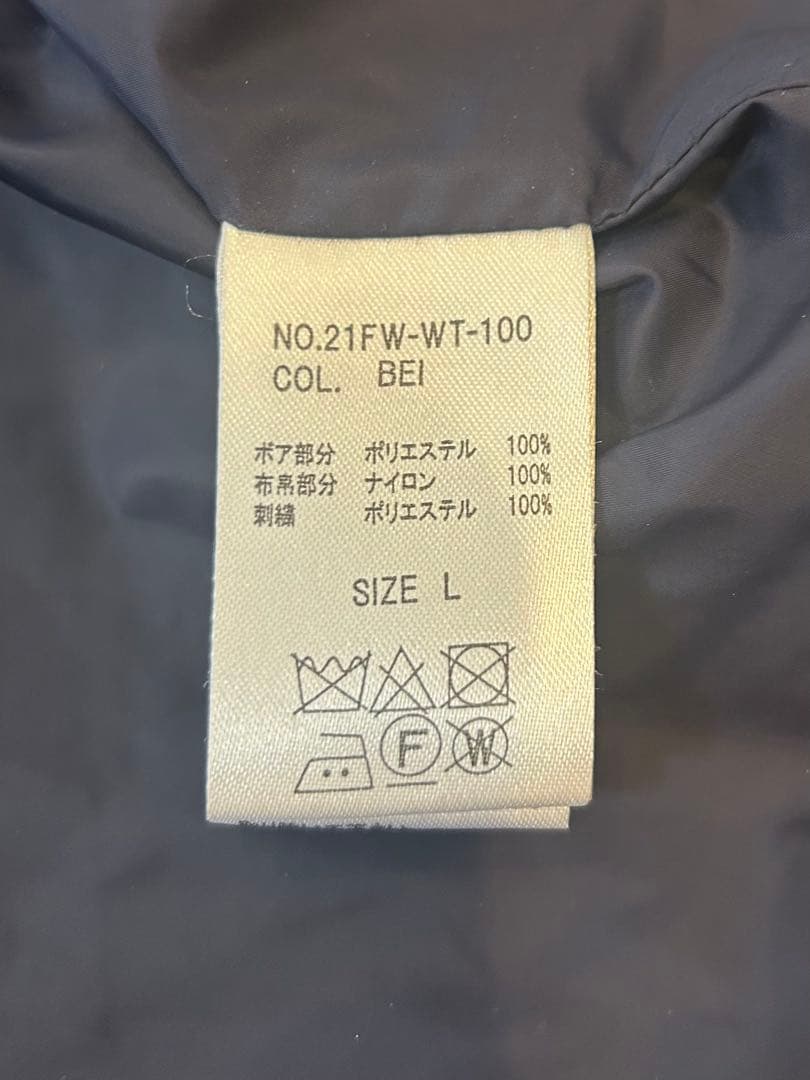 NO.21FW-WT-100
COL. BEI
ボア部分 ポリエステル 100%
布帛部分 ナイロン 100%
刺繍 ポリエステル 100%
SIZE L
F W